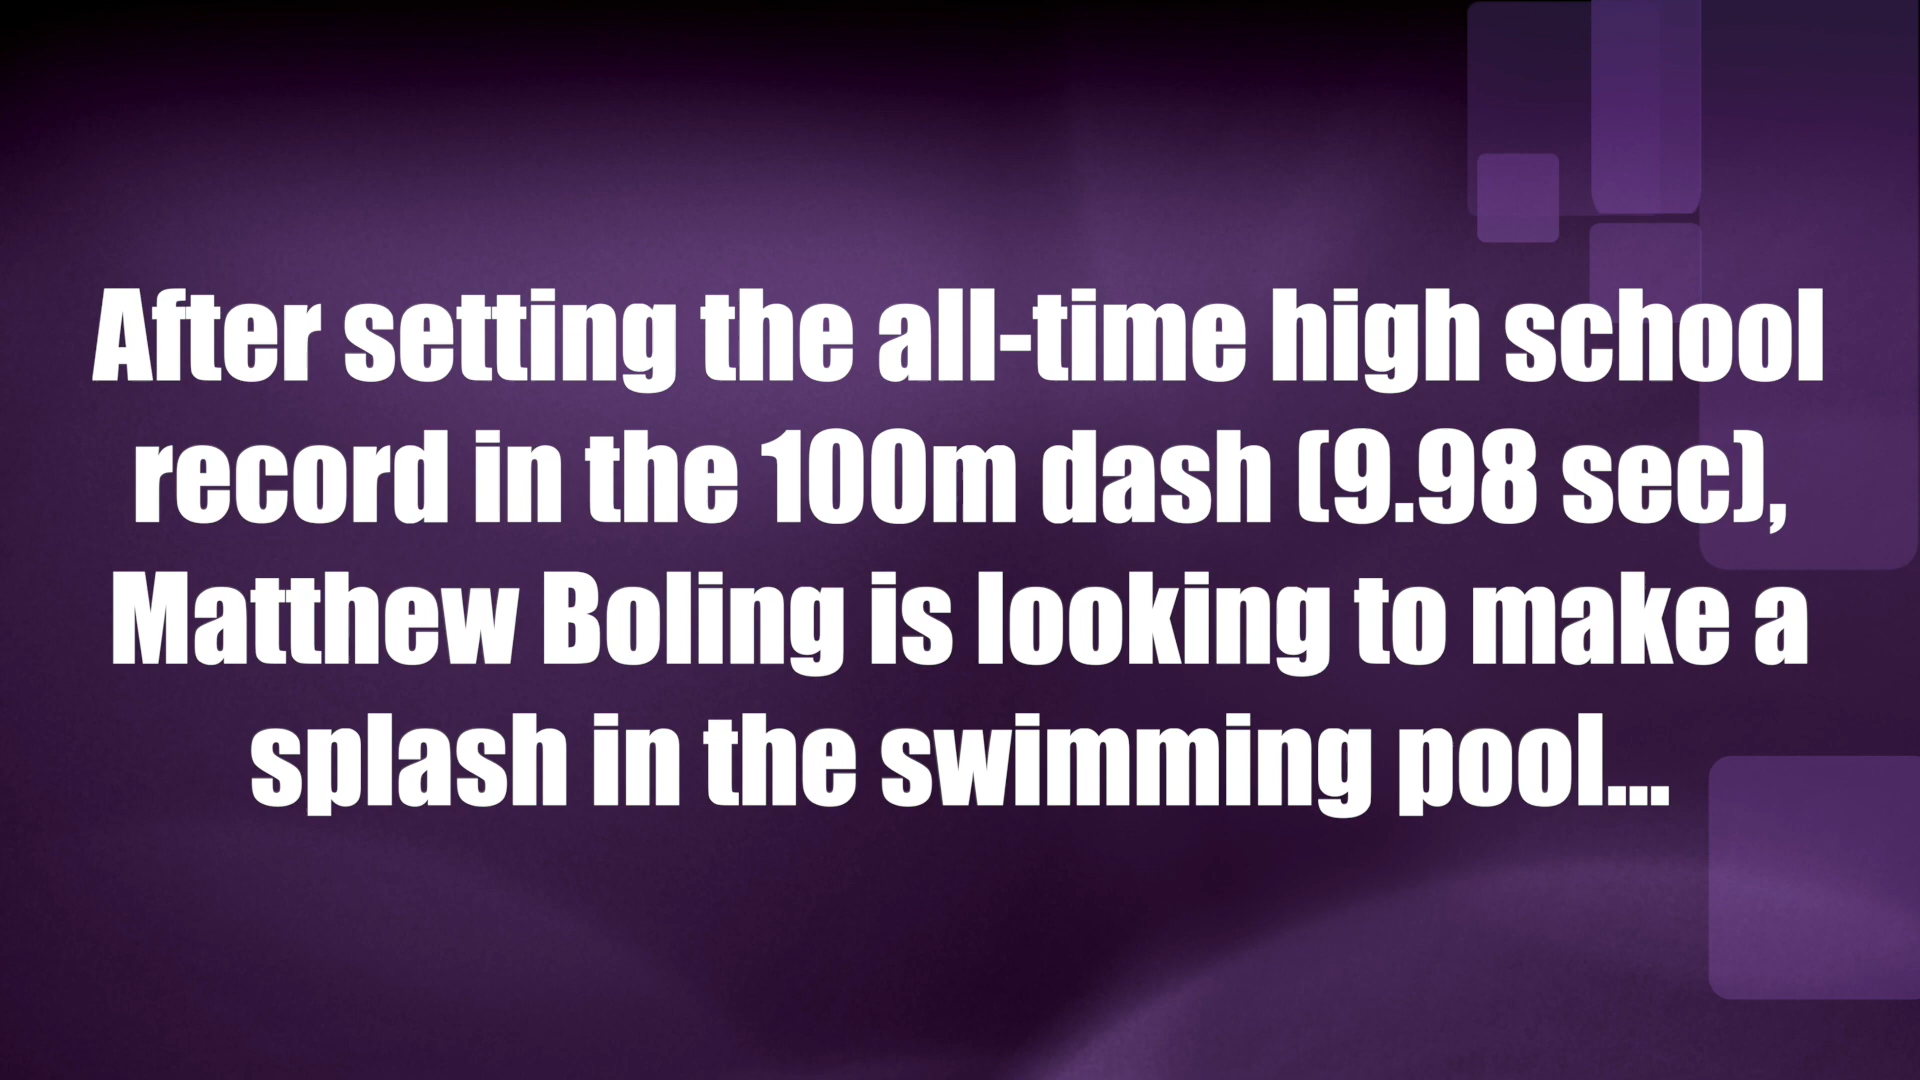 After setting the all-time high school
record in the 100m dash (9.98 sec),
Matthew Boling is looking to make a
splash in the swimming pool...